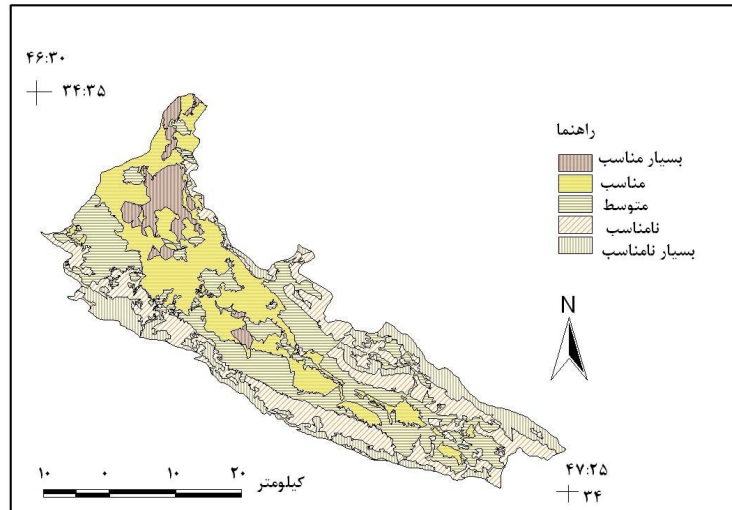 ۴۶:۳۰
۳۴:۳۵
راهنما
بسیار مناسب
مناسب
متوسط
نامناسب
بسیار نامناسب
N
۱۰ ۰ ۱۰ ۲۰
کیلومتر
۴۷:۲۵
۳۴